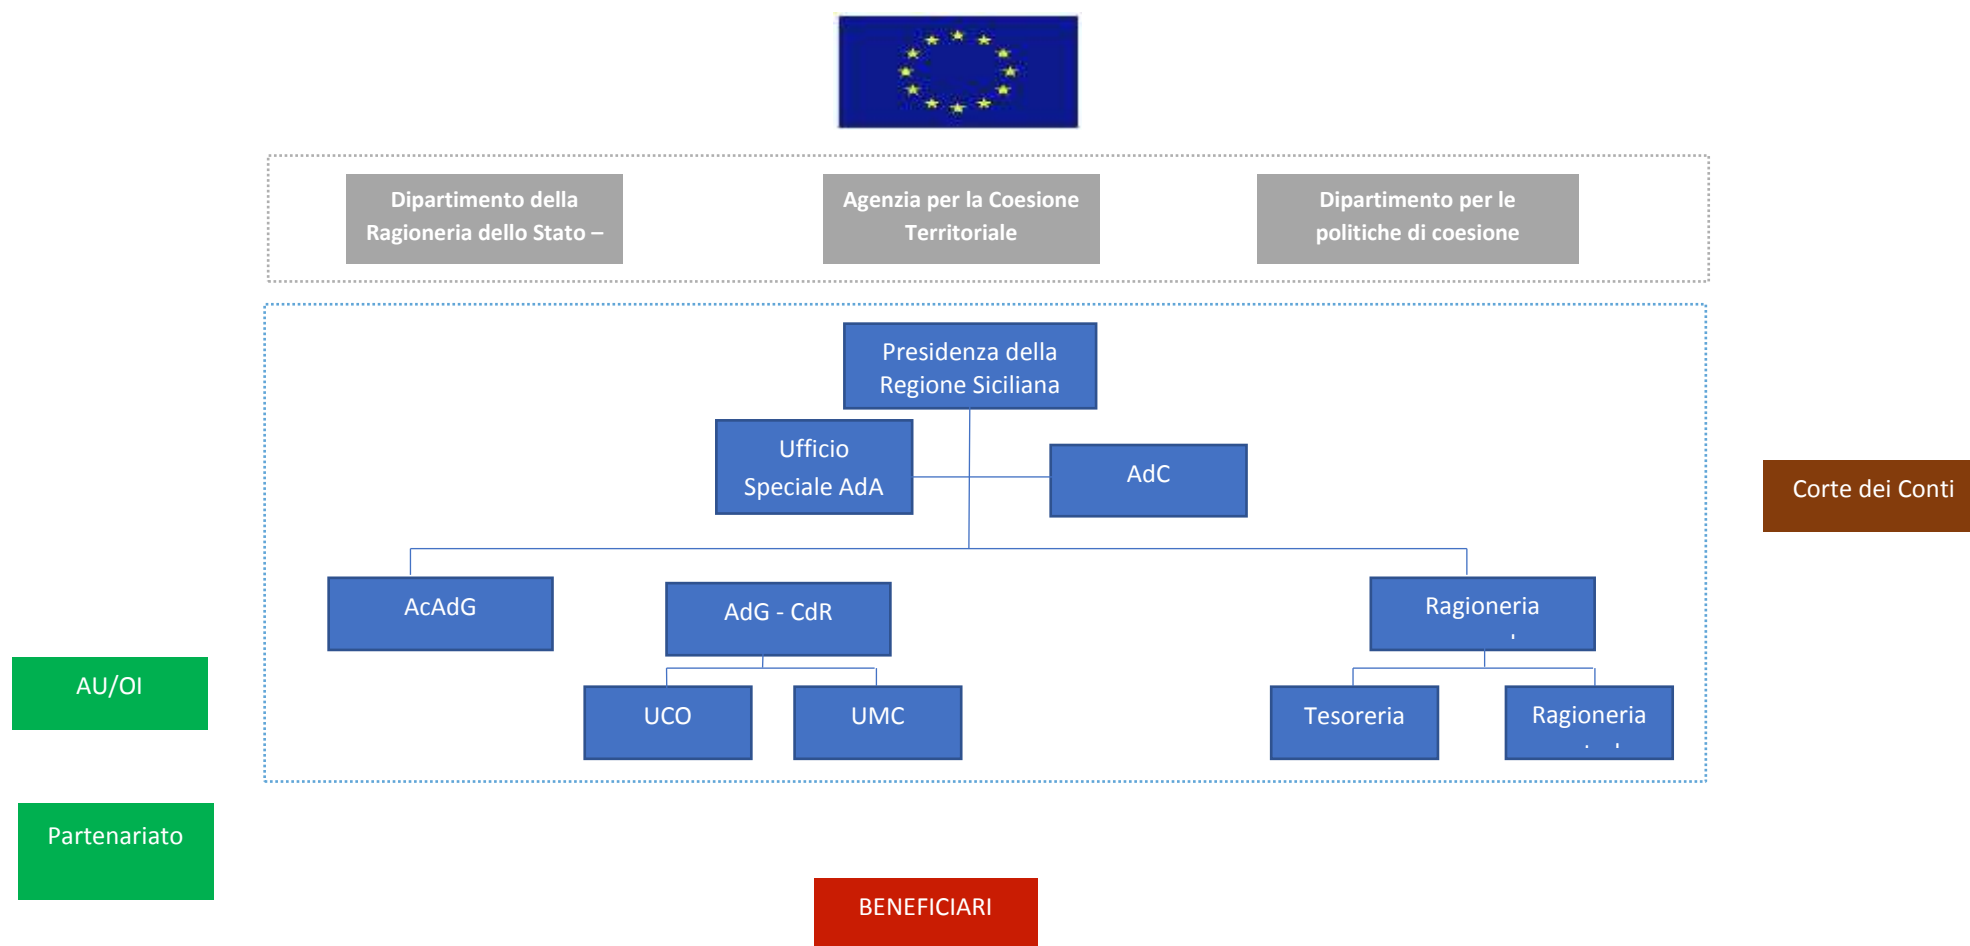 Dipartimento della
Ragioneria dello Stato –
Agenzia per la Coesione
Territoriale
Dipartimento per le
politiche di coesione
Presidenza della
Regione Siciliana
Ufficio
Speciale AdA
AdC
Corte dei Conti
AcAdG
AdG - CdR
Ragioneria
AU/OI
UCO
UMC
Tesoreria
Ragioneria
Partenariato
BENEFICIARI